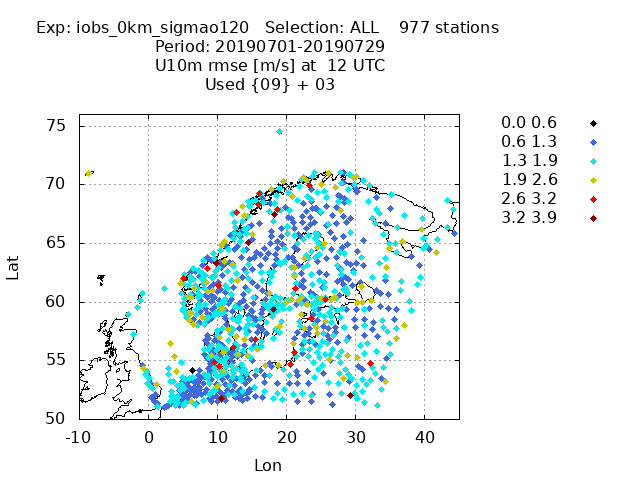 Exp: iobs_0km_sigmao120   Selection: ALL    977 stations
Period: 20190701-20190729
U10m rmse [m/s] at  12 UTC
Used {09} + 03
75
70
65
60
55
50
-10 0 10 20 30 40
Lat
Lon
0.0 0.6
0.6 1.3
1.3 1.9
1.9 2.6
2.6 3.2
3.2 3.9